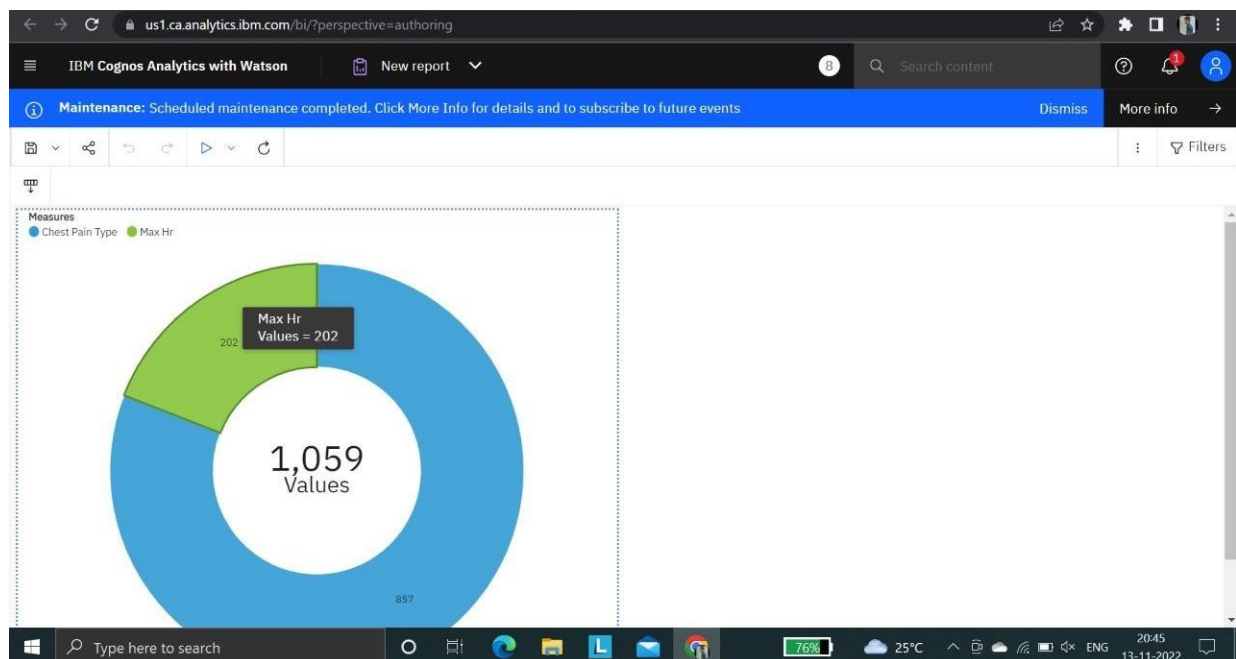 us1.ca.analytics.ibm.com/bi/?perspective=authoring
IBM Cognos Analytics with Watson
New report
8
Search content
1
Maintenance: Scheduled maintenance completed. Click More Info for details and to subscribe to future events
Dismiss
More info
Filters
Measures
Chest Pain Type
Max Hr
Max Hr
Values = 202
202
1,059
Values
857
Type here to search
L
76%
25°C
ENG
20:45
13-11-2022